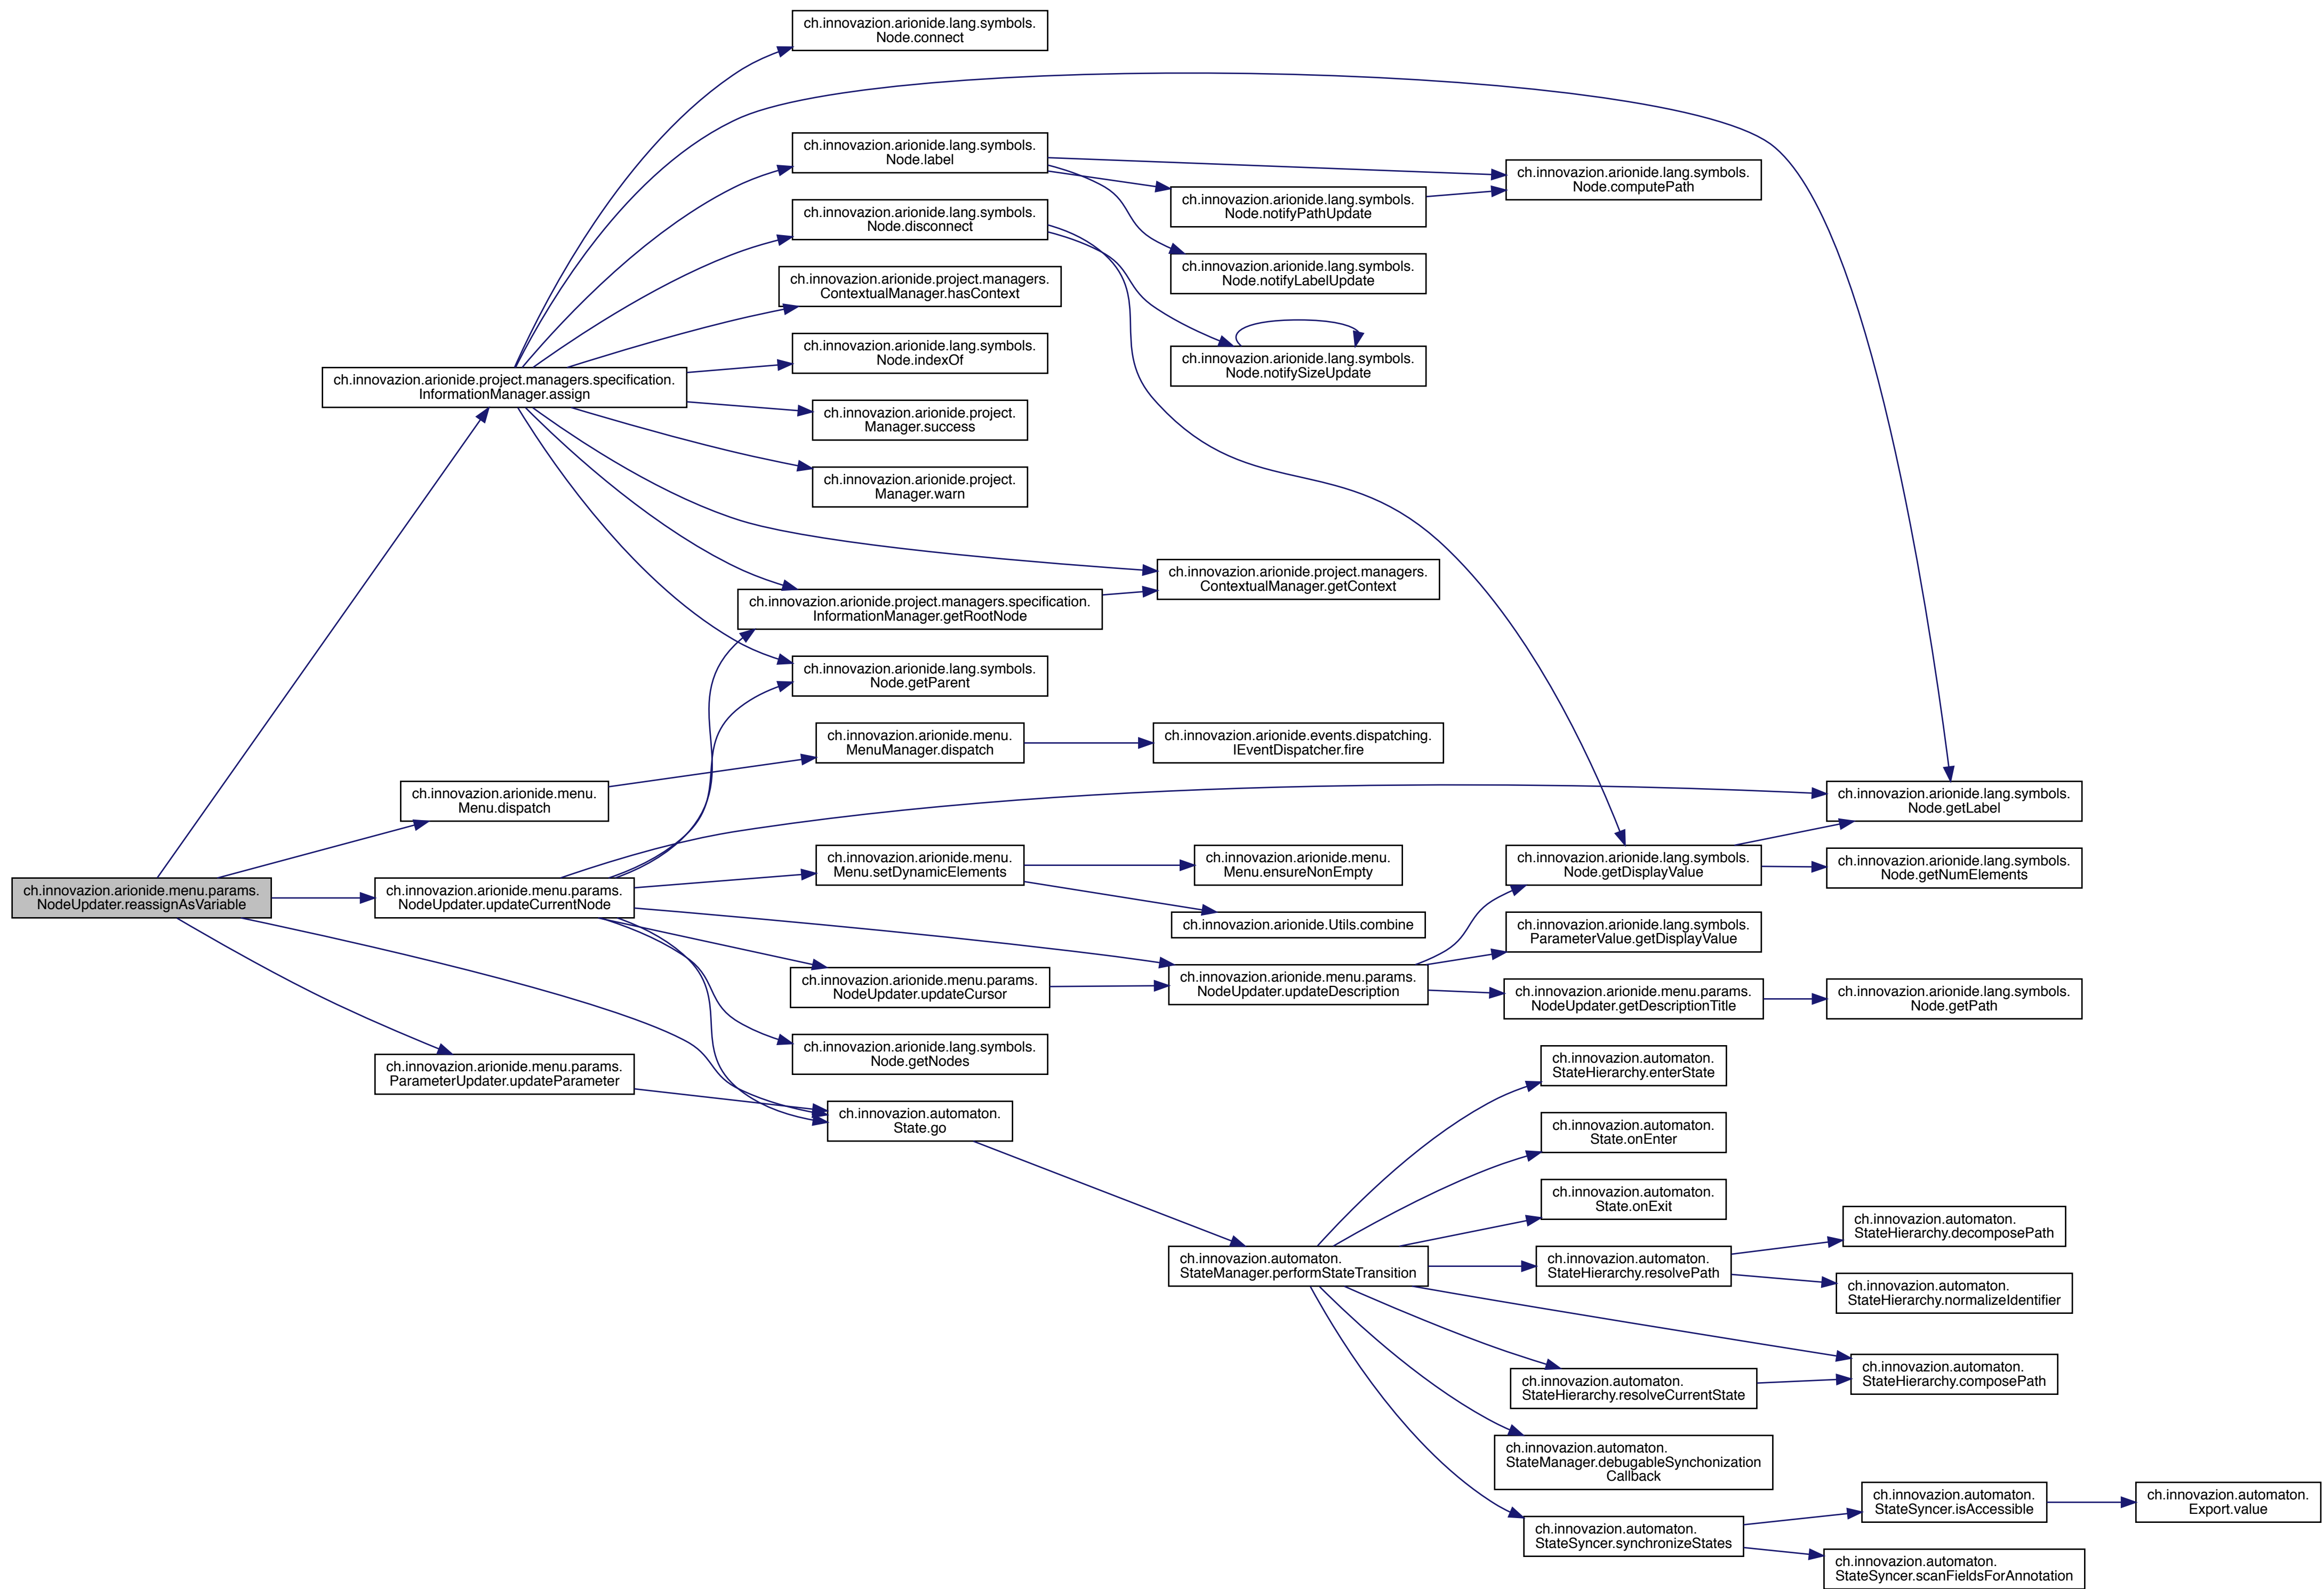 ch.innovazion.arionide.lang.symbols.
Node.connect
ch.innovazion.arionide.lang.symbols.
Node.label
ch.innovazion.arionide.lang.symbols.
Node.computePath
ch.innovazion.arionide.lang.symbols.
Node.notifyPathUpdate
ch.innovazion.arionide.lang.symbols.
Node.disconnect
ch.innovazion.arionide.lang.symbols.
Node.notifyLabelUpdate
ch.innovazion.arionide.project.managers.
ContextualManager.hasContext
ch.innovazion.arionide.lang.symbols.
Node.indexOf
ch.innovazion.arionide.lang.symbols.
Node.notifySizeUpdate
ch.innovazion.arionide.project.managers.specification.
InformationManager.assign
ch.innovazion.arionide.project.
Manager.success
ch.innovazion.arionide.project.
Manager.warn
ch.innovazion.arionide.project.managers.
ContextualManager.getContext
ch.innovazion.arionide.project.managers.specification.
InformationManager.getRootNode
ch.innovazion.arionide.lang.symbols.
Node.getParent
ch.innovazion.arionide.menu.
MenuManager.dispatch
ch.innovazion.arionide.events.dispatching.
IEventDispatcher.fire
ch.innovazion.arionide.menu.
Menu.dispatch
ch.innovazion.arionide.lang.symbols.
Node.getLabel
ch.innovazion.arionide.menu.
Menu.setDynamicElements
ch.innovazion.arionide.menu.
Menu.ensureNonEmpty
ch.innovazion.arionide.lang.symbols.
Node.getDisplayValue
ch.innovazion.arionide.lang.symbols.
Node.getNumElements
ch.innovazion.arionide.menu.params.
NodeUpdater.reassignAsVariable
ch.innovazion.arionide.menu.params.
NodeUpdater.updateCurrentNode
ch.innovazion.arionide.Utils.combine
ch.innovazion.arionide.lang.symbols.
ParameterValue.getDisplayValue
ch.innovazion.arionide.menu.params.
NodeUpdater.updateCursor
ch.innovazion.arionide.menu.params.
NodeUpdater.updateDescription
ch.innovazion.arionide.menu.params.
NodeUpdater.getDescriptionTitle
ch.innovazion.arionide.lang.symbols.
Node.getPath
ch.innovazion.arionide.lang.symbols.
Node.getNodes
ch.innovazion.arionide.menu.params.
ParameterUpdater.updateParameter
ch.innovazion.automaton.
StateHierarchy.enterState
ch.innovazion.automaton.
State.go
ch.innovazion.automaton.
State.onEnter
ch.innovazion.automaton.
State.onExit
ch.innovazion.automaton.
StateHierarchy.decomposePath
ch.innovazion.automaton.
StateManager.performStateTransition
ch.innovazion.automaton.
StateHierarchy.resolvePath
ch.innovazion.automaton.
StateHierarchy.normalizeIdentifier
ch.innovazion.automaton.
StateHierarchy.resolveCurrentState
ch.innovazion.automaton.
StateHierarchy.composePath
ch.innovazion.automaton.
StateManager.debugableSynchonization
Callback
ch.innovazion.automaton.
StateSyncer.isAccessible
ch.innovazion.automaton.
Export.value
ch.innovazion.automaton.
StateSyncer.synchronizeStates
ch.innovazion.automaton.
StateSyncer.scanFieldsForAnnotation